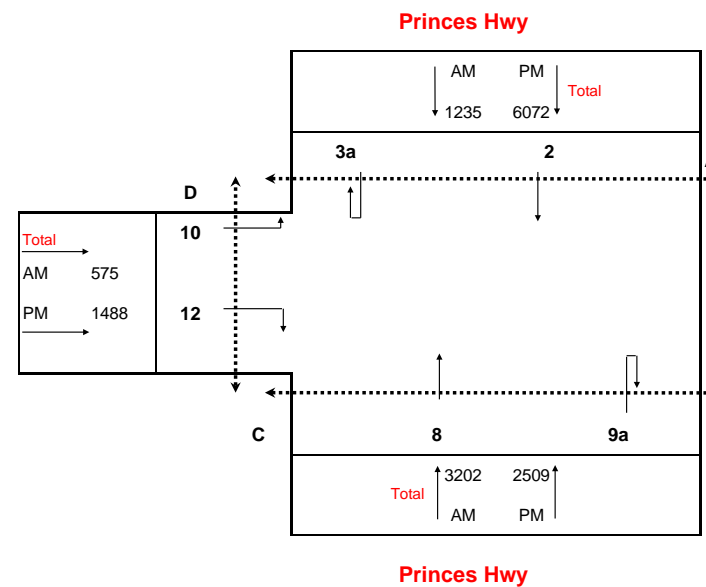 Princes Hwy
AM PM
Total
1235 6072
3a 2
D
10
Total
AM 575
PM 1488
12
C 8 9a
3202 2509
Total
AM PM
Princes Hwy